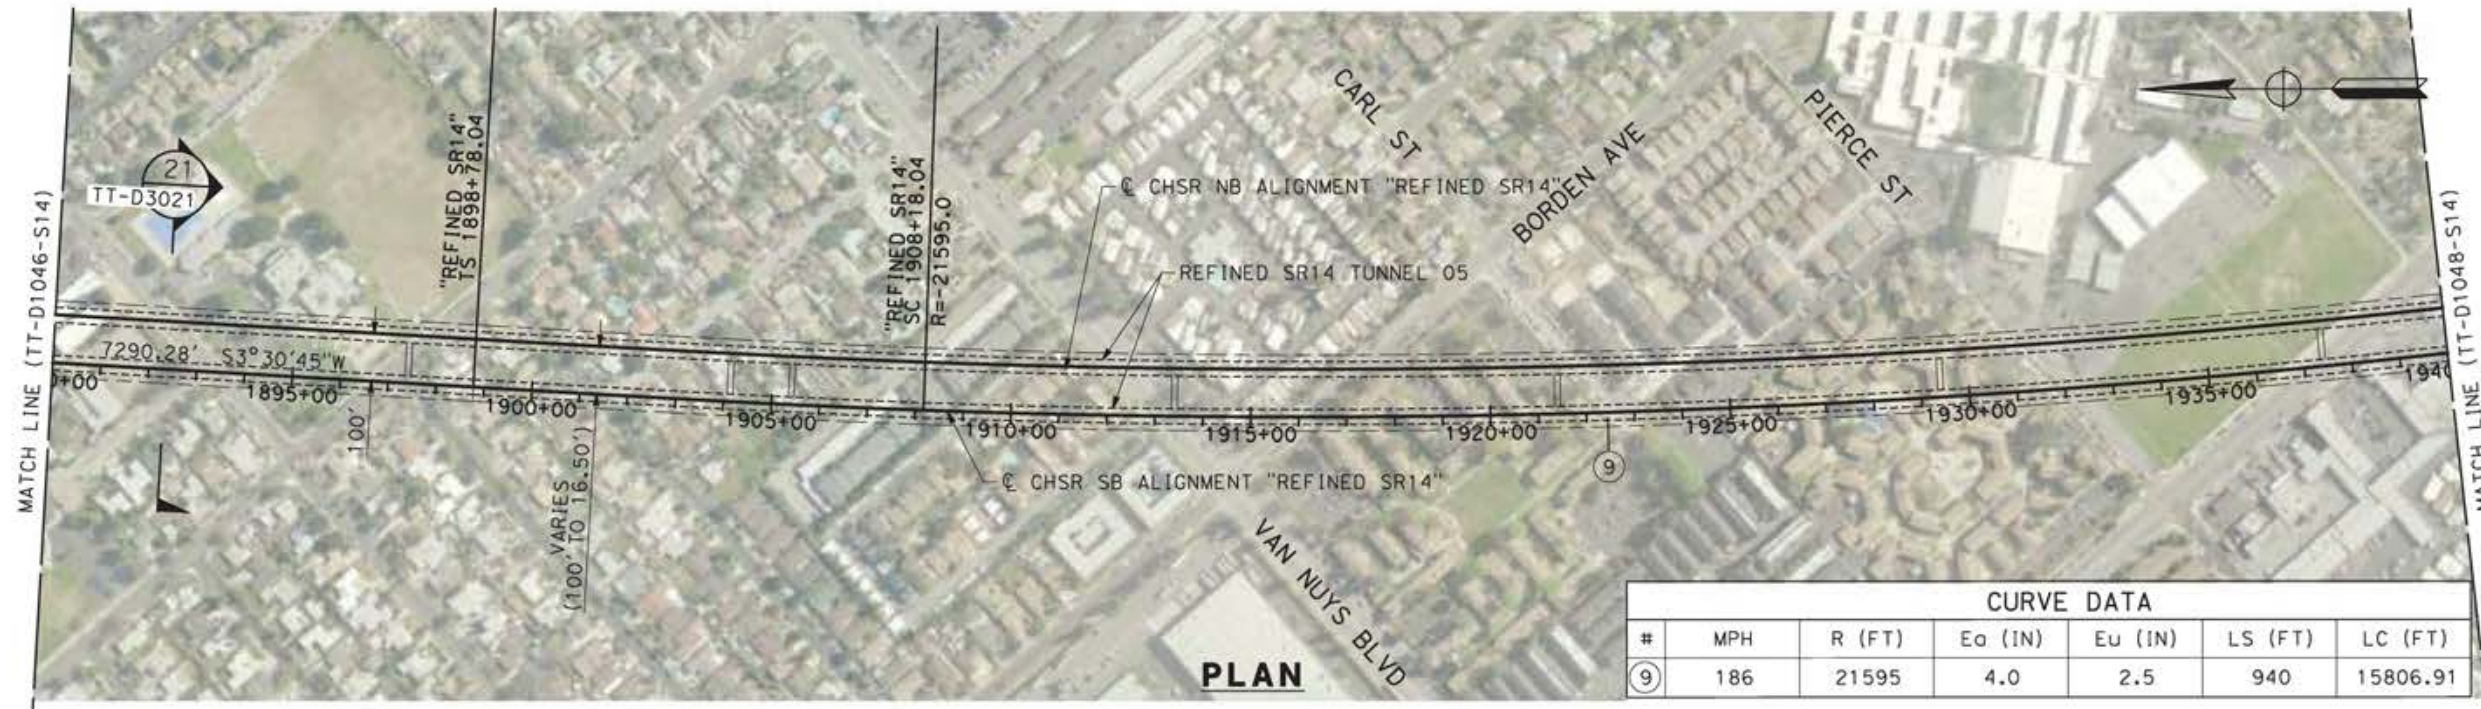 MATCH LINE (TT-D1046-S14)
21
TT-D3021
"REFINED SR14"
TS 1898+78.04
"REFINED SR14"
SC 1908+18.04
R=-21595.0
CARL ST
BORDEN AVE
PIERCE ST
℄ CHSR NB ALIGNMENT "REFINED SR14"
REFINED SR14 TUNNEL 05
7290.28' S3°30'45"W
0+00
1895+00
1900+00
1905+00
1910+00
1915+00
1920+00
1925+00
1930+00
1935+00
1940
100'
VARIES
(100' TO 16.50')
9
℄ CHSR SB ALIGNMENT "REFINED SR14"
VAN NUYS BLVD
MATCH LINE (TT-D1048-S14)
PLAN
CURVE DATA
# MPH R (FT) Ea (IN) Eu (IN) LS (FT) LC (FT)
9 186 21595 4.0 2.5 940 15806.91